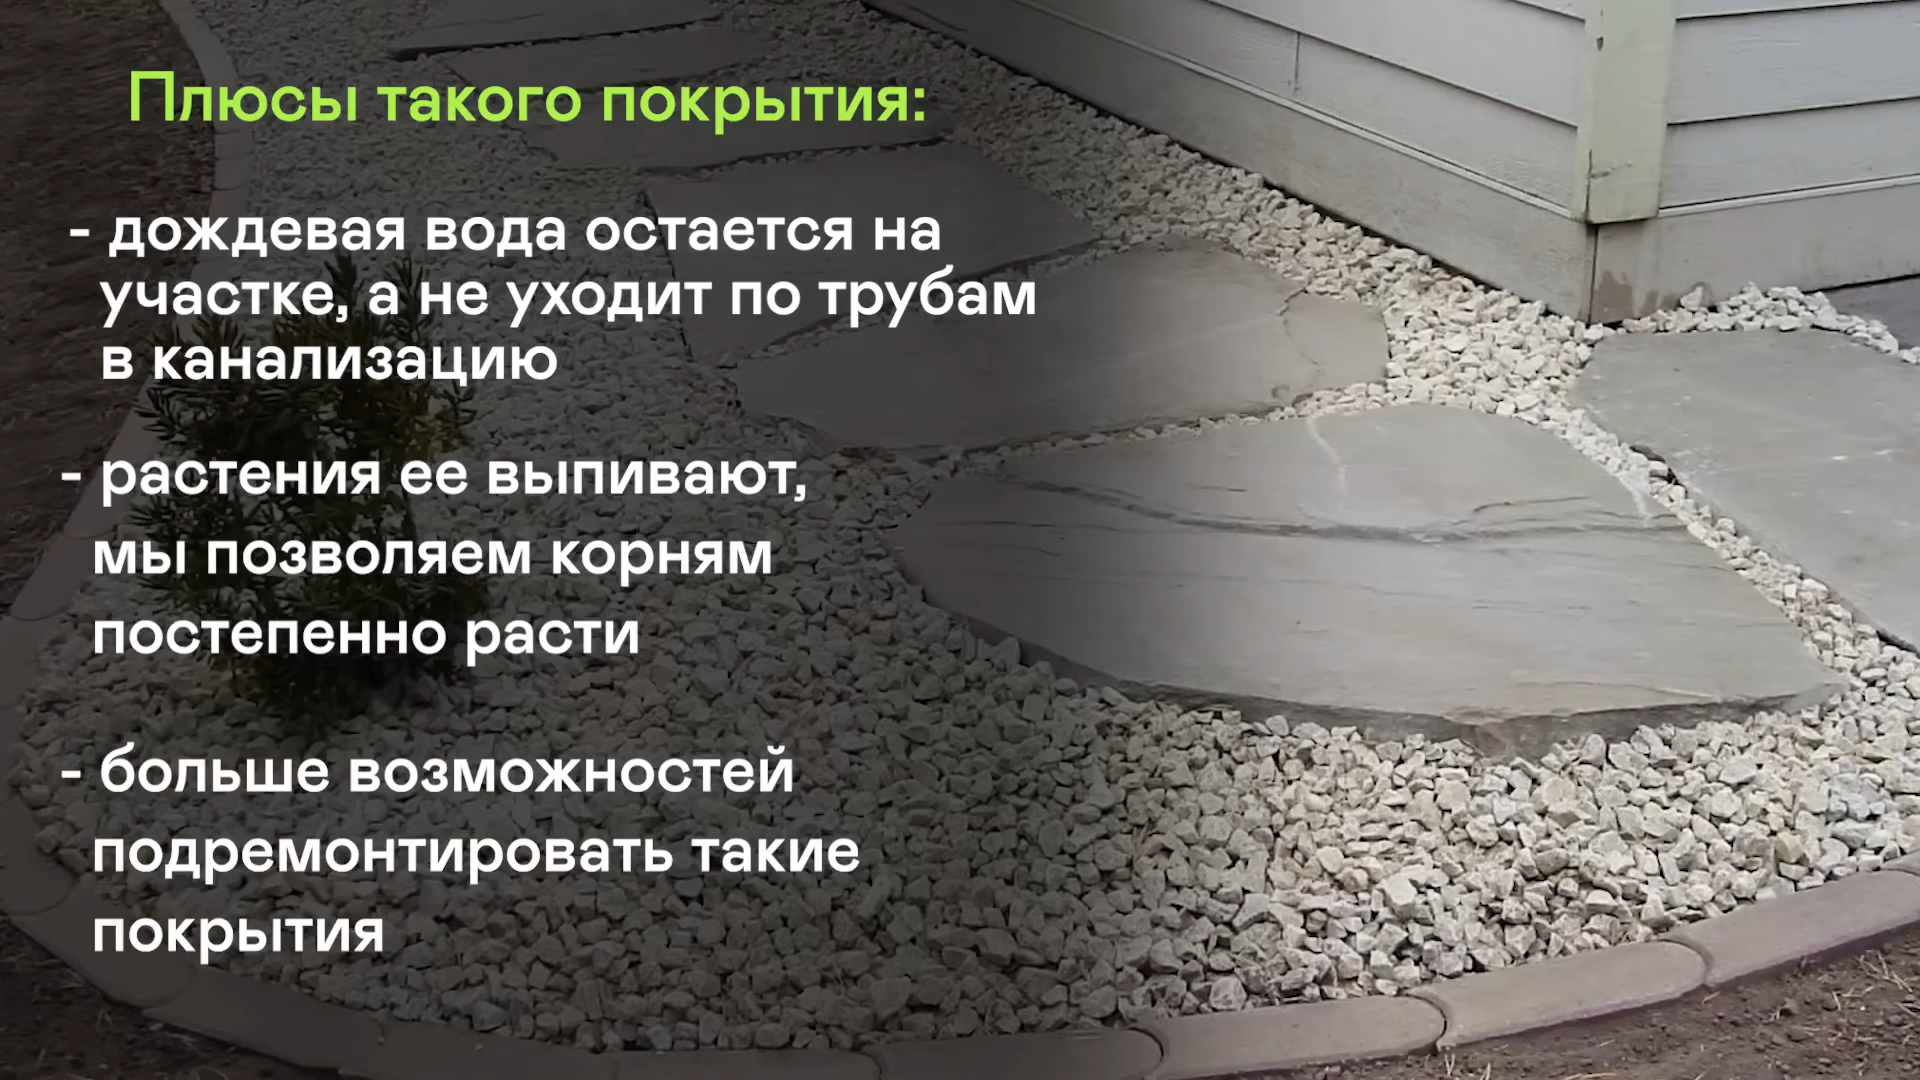 Плюсы такого покрытия:
- дождевая вода остается на
участке, а не уходит по трубам
в канализацию
- растения ее выпивают,
мы позволяем корням
постепенно расти
- больше возможностей
подремонтировать такие
покрытия